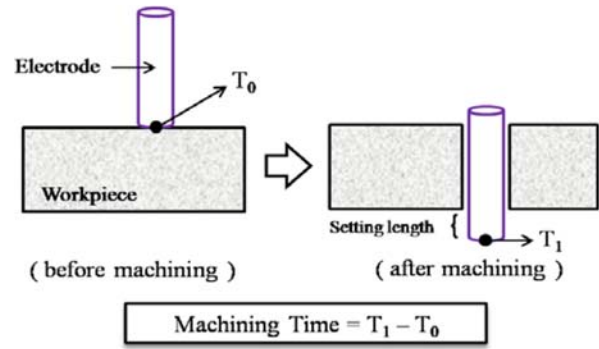 Electrode
T₀
Workpiece
Setting length
T₁
( before machining )
( after machining )
Machining Time = T₁ – T₀